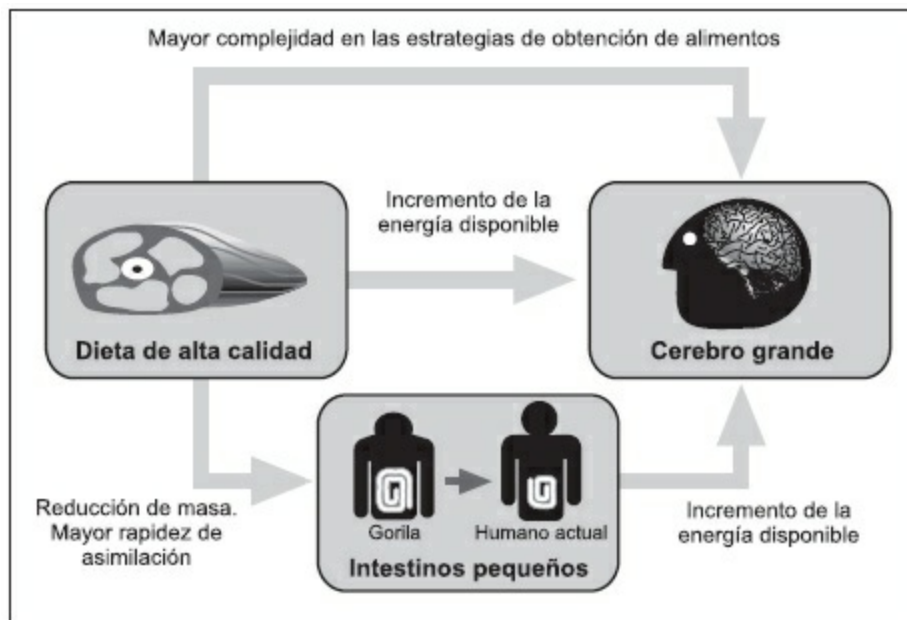 Mayor complejidad en las estrategias de obtención de alimentos
Incremento de la
energía disponible
Dieta de alta calidad
Cerebro grande
Reducción de masa.
Mayor rapidez de
asimilación
Gorila
Humano actual
Intestinos pequeños
Incremento de la
energía disponible